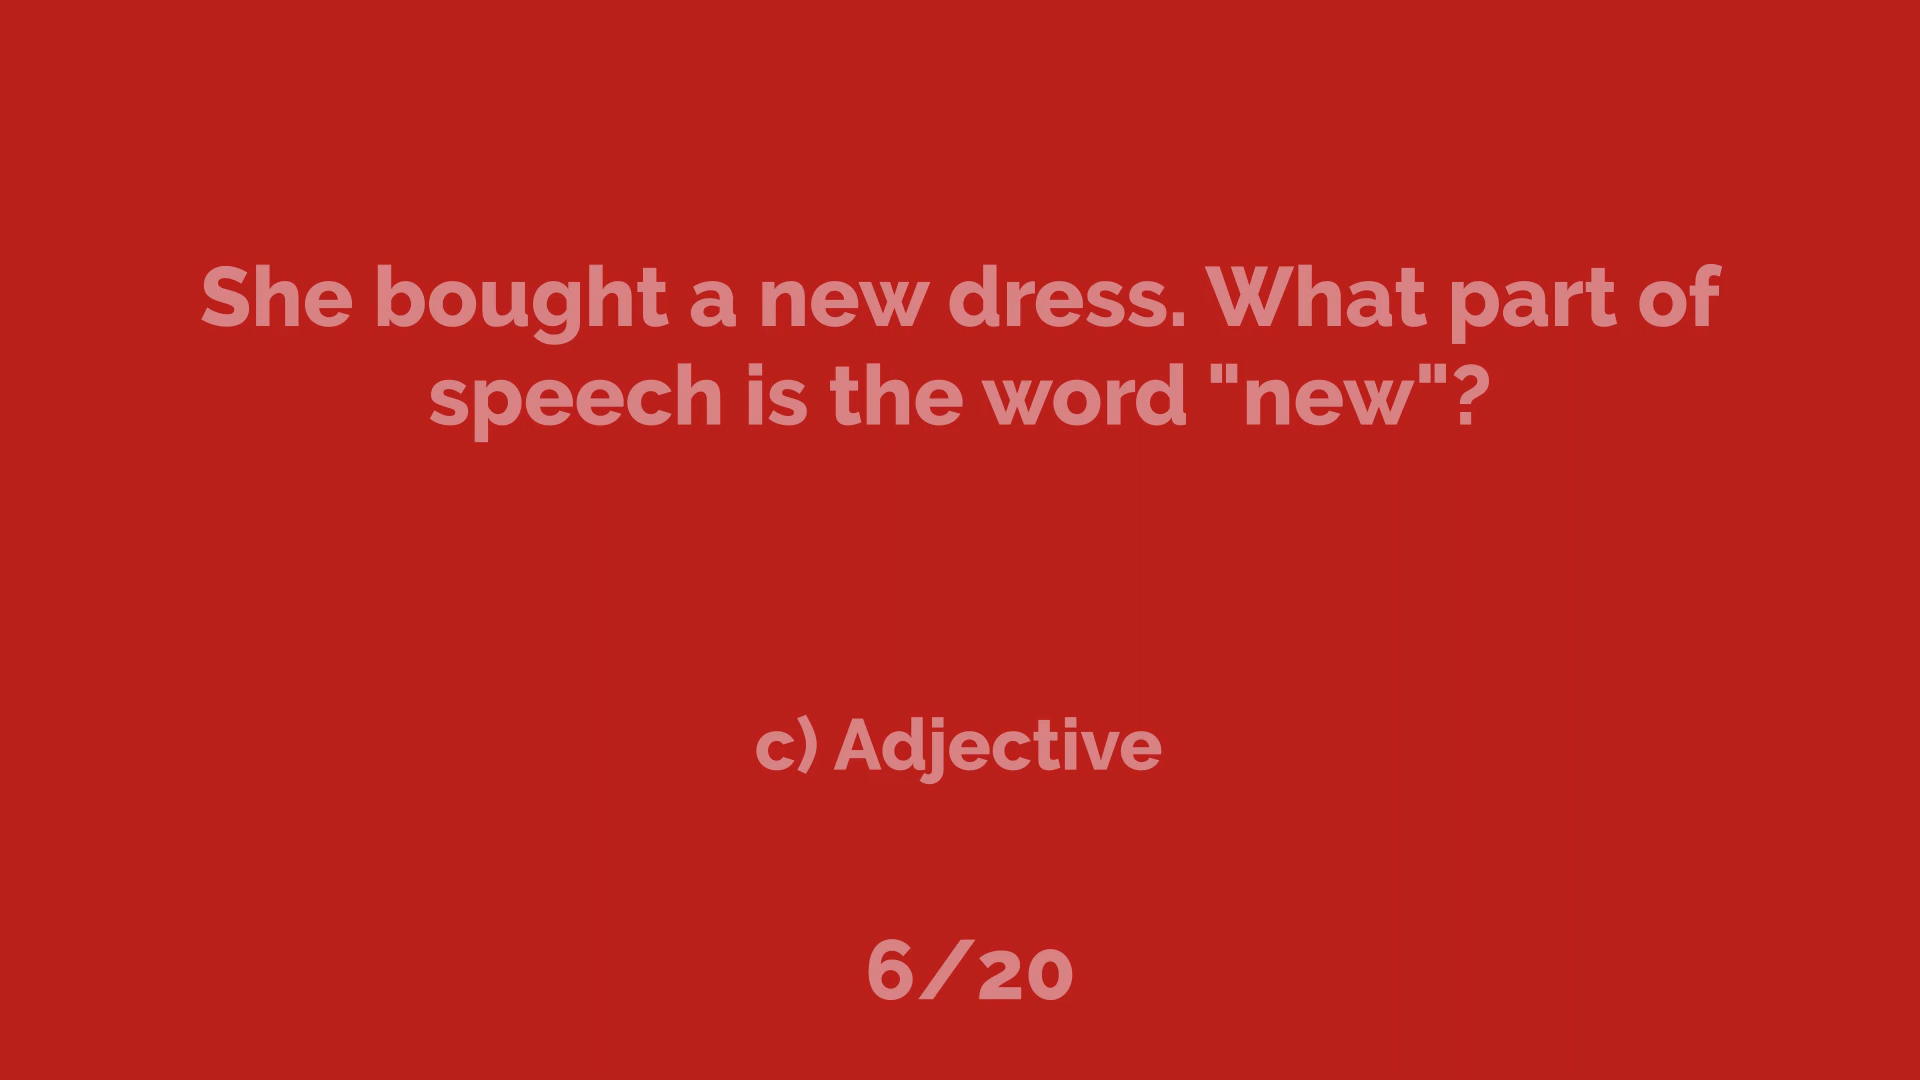 She bought a new dress. What part of
speech is the word "new"?
c) Adjective
6/20